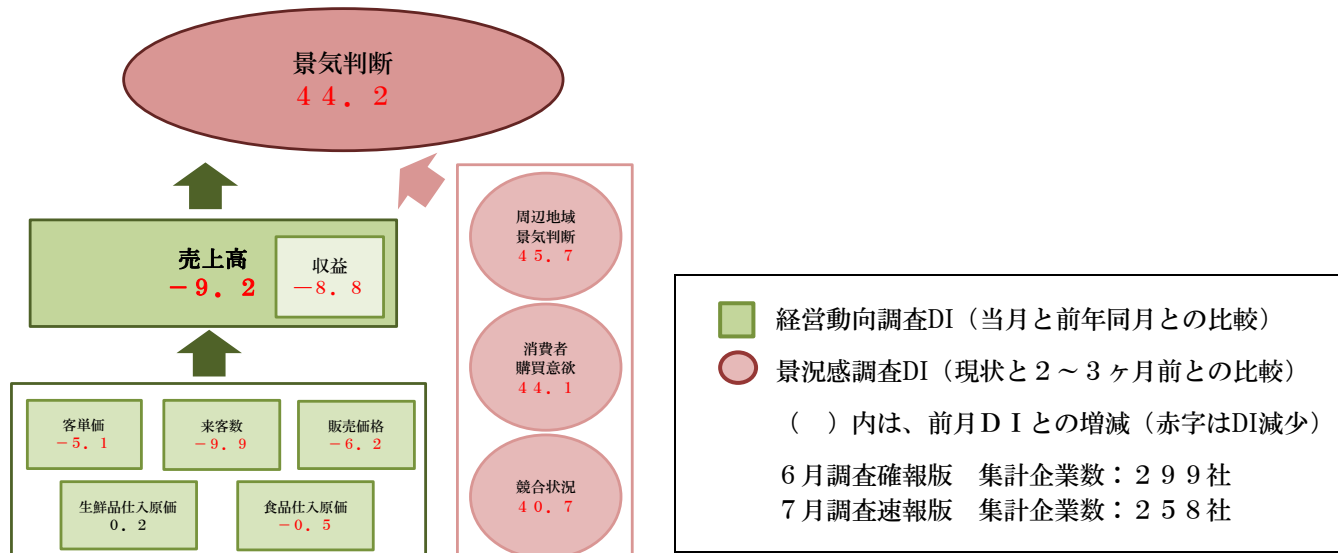 景気判断
４４．２
売上高
－９．２
収益
－８．８
客単価
－５．１
来客数
－９．９
販売価格
－６．２
生鮮品仕入原価
０．２
食品仕入原価
－０．５
周辺地域
景気判断
４５．７
消費者
購買意欲
４４．１
競合状況
４０．７
経営動向調査DI（当月と前年同月との比較）
景況感調査DI（現状と２～３ヶ月前との比較）
（　）内は、前月ＤＩとの増減（赤字はDI減少）
６月調査確報版　集計企業数：２９９社
７月調査速報版　集計企業数：２５８社